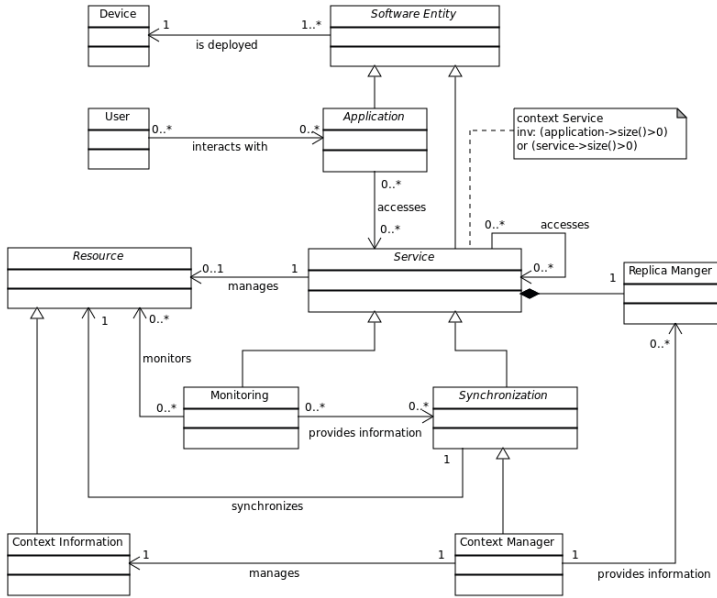 Device
1
1..*
Software Entity
is deployed
User
0..*
0..*
Application
interacts with
context Service
inv: (application->size()>0)
or (service->size()>0)
0..*
accesses
0..*
0..*
accesses
Resource
0..1
1
manages
Service
0..*
1
Replica Manger
1
0..*
monitors
0..*
0..*
Monitoring
0..*
0..*
provides information
Synchronization
1
synchronizes
Context Information
1
1
manages
Context Manager
1
provides information